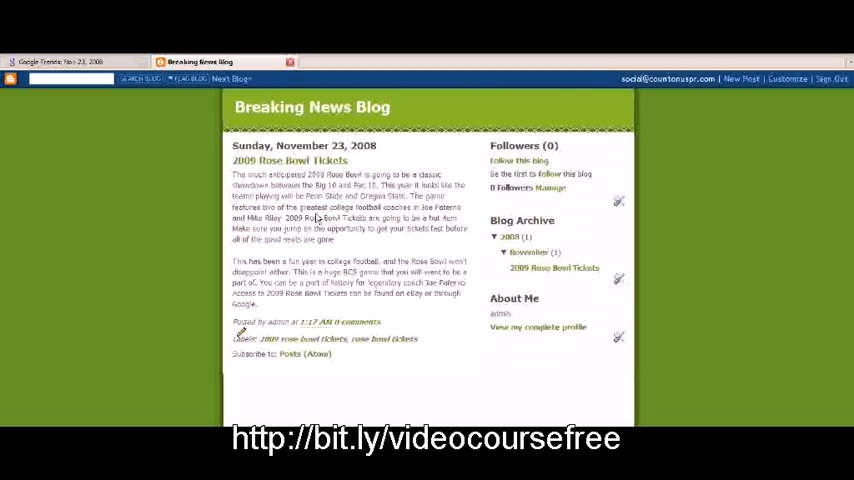 Google Trends: Nov 23, 2008
Breaking News Blog
SEARCH BLOG FLAG BLOG Next Blog»
social@countonuspr.com | New Post | Customize | Sign Out
Breaking News Blog
Sunday, November 23, 2008
2009 Rose Bowl Tickets
The much anticipated 2009 Rose Bowl is going to be a classic
showdown between the Big 10 and Pac 10. This year it looks like the
teams playing will be Penn State and Oregon State. The game
features two of the greatest college football coaches in Joe Paterno
and Mike Riley. 2009 Rose Bowl Tickets are going to be a hot item
Make sure you jump on the opportunity to get your tickets fast before
all of the good seats are gone
This has been a fun year in college football, and the Rose Bowl won't
disappoint either. This is a huge BCS game that you will went to be a
part of. You can be a part of history for legendary coach Joe Paterno.
Access to 2009 Rose Bowl Tickets can be found on eBay or through
Google.
Posted by admin at 1:17 AM 0 comments
Labels: 2009 rose bowl tickets, rose bowl tickets
Subscribe to: Posts (Atom)
Followers (0)
Follow this blog
Be the first to follow this blog
0 Followers Manage
Blog Archive
▼ 2008 (1)
▼ November (1)
2009 Rose Bowl Tickets
About Me
admin
View my complete profile
http://bit.ly/videocoursefree